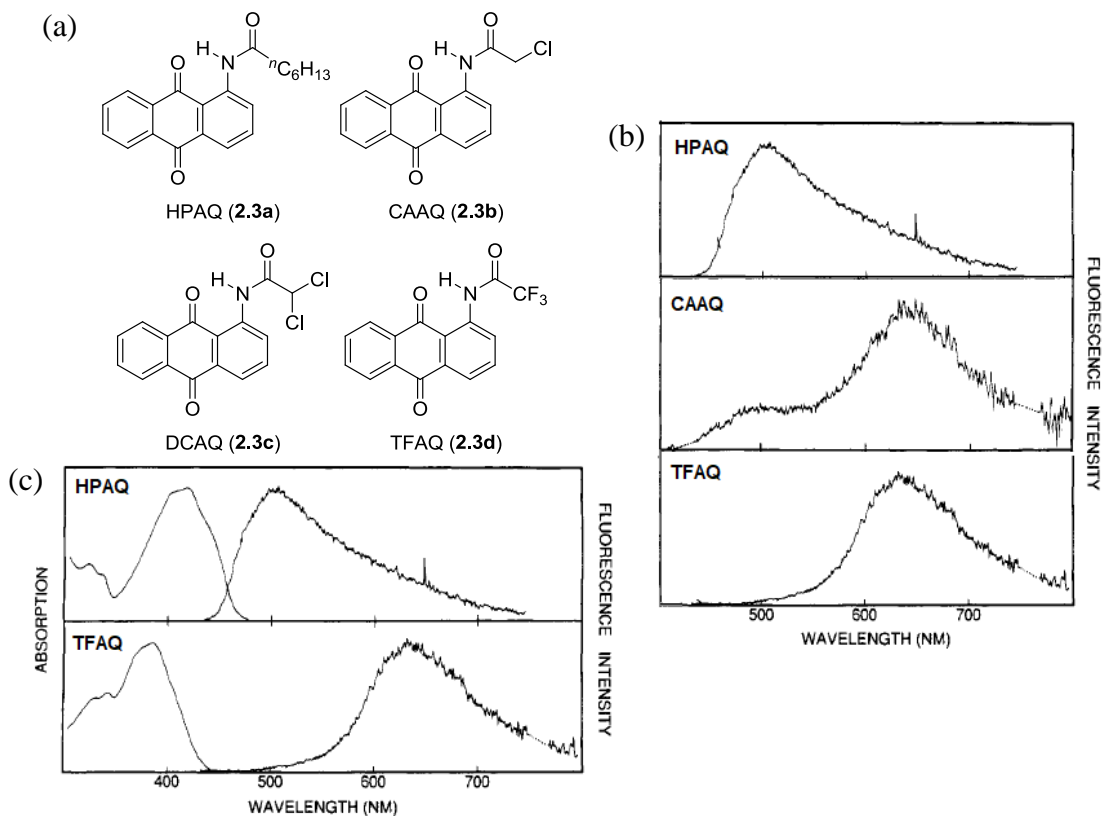 (a)
O
H
N
O
ⁿC₆H₁₃
O
HPAQ (2.3a)
O
H
N
Cl
O
O
CAAQ (2.3b)
O
H
N
Cl
O
Cl
O
DCAQ (2.3c)
O
H
N
CF₃
O
O
TFAQ (2.3d)
(b)
HPAQ
CAAQ
TFAQ
500
600
700
WAVELENGTH (NM)
FLUORESCENCE INTENSITY
(c)
HPAQ
TFAQ
ABSORPTION
400
500
600
700
WAVELENGTH (NM)
FLUORESCENCE INTENSITY